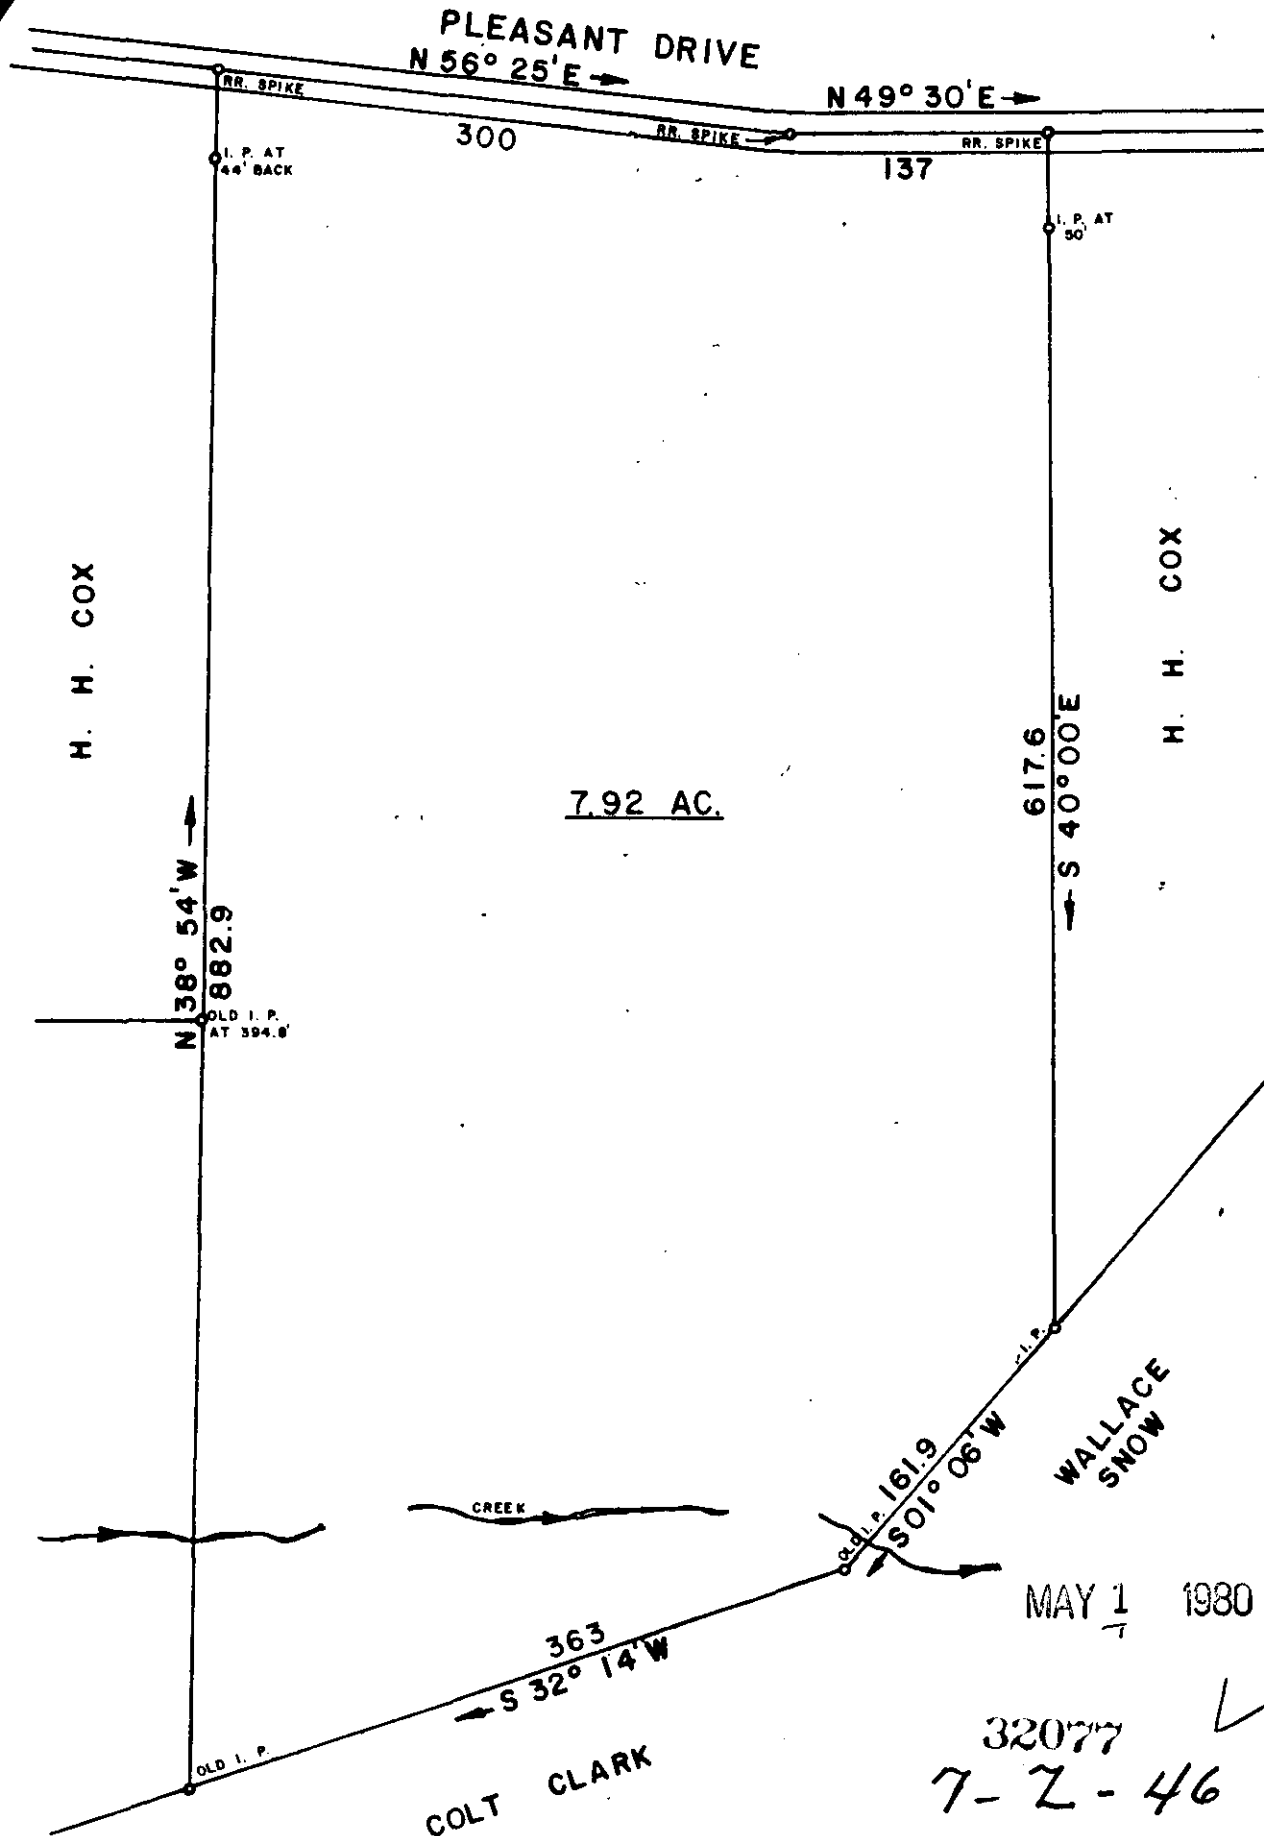 PLEASANT DRIVE
N 56° 25' E
N 49° 30' E
RR. SPIKE
300
RR. SPIKE
RR. SPIKE
137
I. P. AT
44' BACK
I. P. AT
50'
H. H. COX
H. H. COX
617.6
S 40° 00' E
7.92 AC.
N 38° 54' W
882.9
OLD I. P.
AT 394.8'
I. P.
WALLACE
SNOW
161.9
S 01° 06' W
OLD I. P.
CREEK
363
S 32° 14' W
OLD I. P.
COLT CLARK
MAY 1 1980
32077
7-Z-46